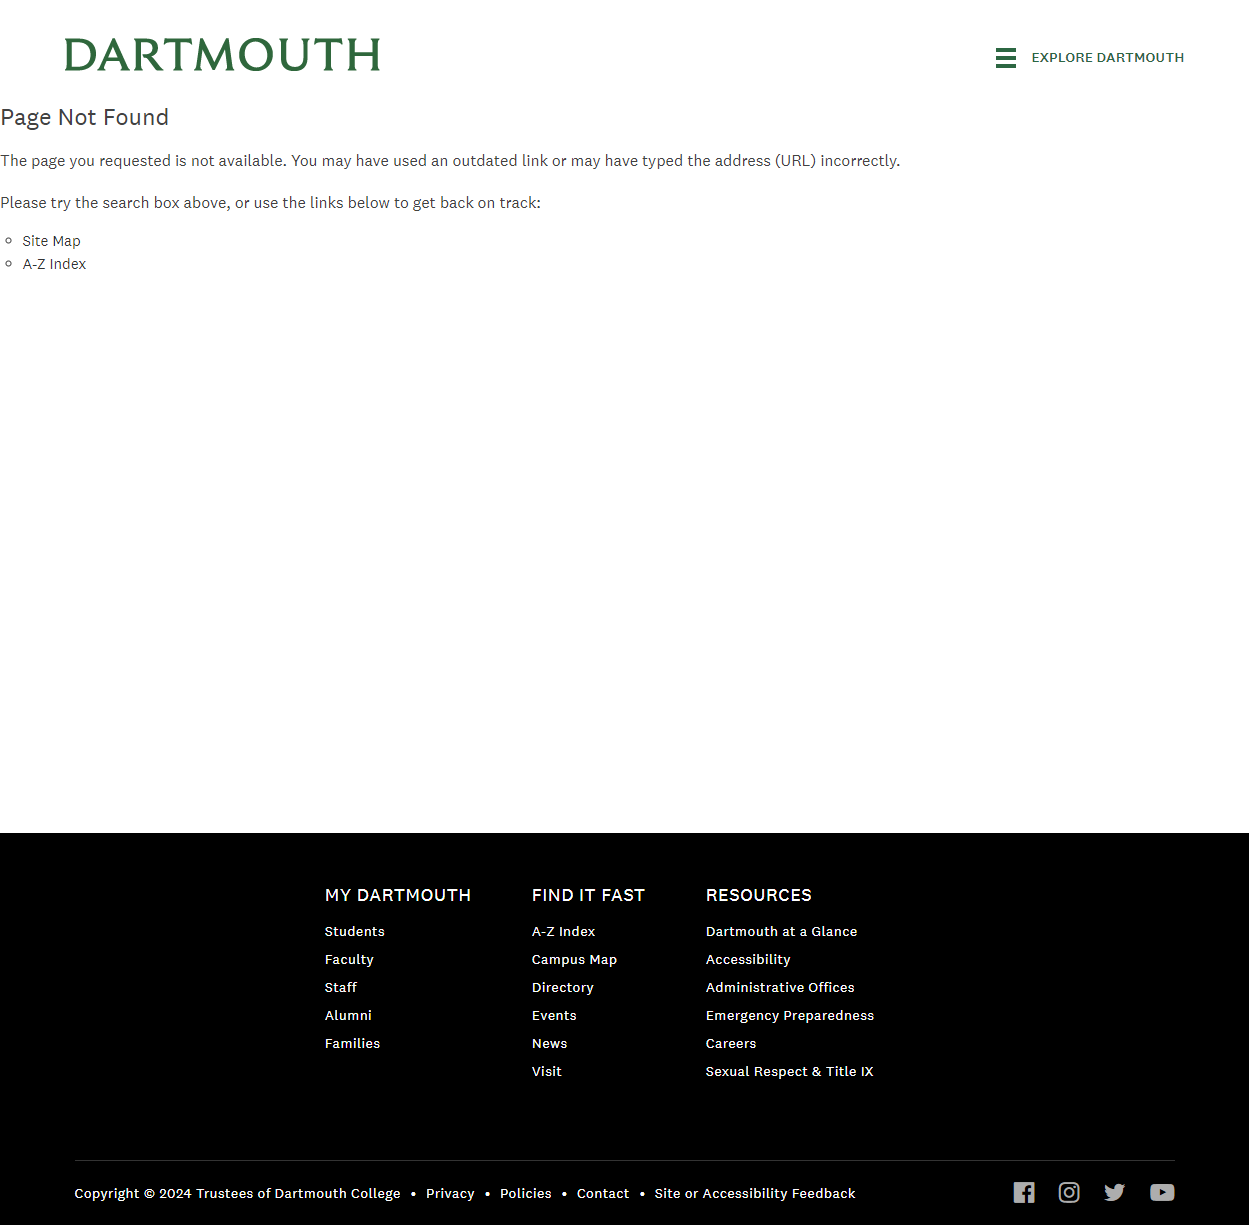 DARTMOUTH
EXPLORE DARTMOUTH
Page Not Found
The page you requested is not available. You may have used an outdated link or may have typed the address (URL) incorrectly.
Please try the search box above, or use the links below to get back on track:
Site Map
A-Z Index
MY DARTMOUTH
Students
Faculty
Staff
Alumni
Families
FIND IT FAST
A-Z Index
Campus Map
Directory
Events
News
Visit
RESOURCES
Dartmouth at a Glance
Accessibility
Administrative Offices
Emergency Preparedness
Careers
Sexual Respect & Title IX
Copyright © 2024 Trustees of Dartmouth College • Privacy • Policies • Contact • Site or Accessibility Feedback